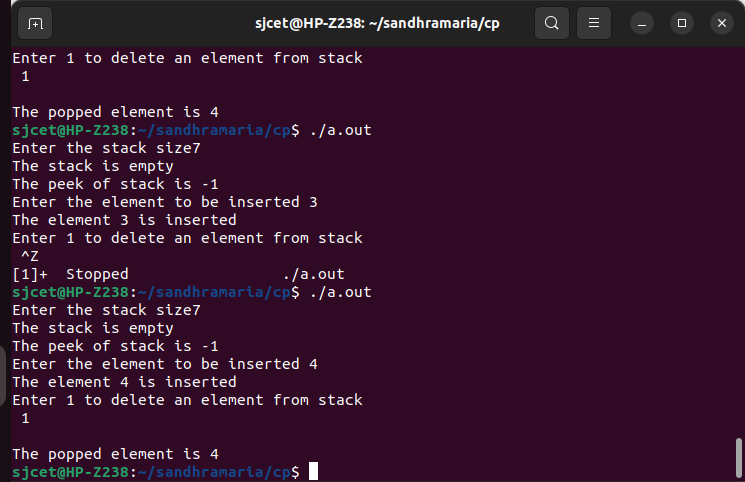 sjcet@HP-Z238: ~/sandhramaria/cp
Enter 1 to delete an element from stack
1
The popped element is 4
sjcet@HP-Z238:~/sandhramaria/cp$ ./a.out
Enter the stack size7
The stack is empty
The peek of stack is -1
Enter the element to be inserted 3
The element 3 is inserted
Enter 1 to delete an element from stack
^Z
[1]+  Stopped                 ./a.out
sjcet@HP-Z238:~/sandhramaria/cp$ ./a.out
Enter the stack size7
The stack is empty
The peek of stack is -1
Enter the element to be inserted 4
The element 4 is inserted
Enter 1 to delete an element from stack
1
The popped element is 4
sjcet@HP-Z238:~/sandhramaria/cp$